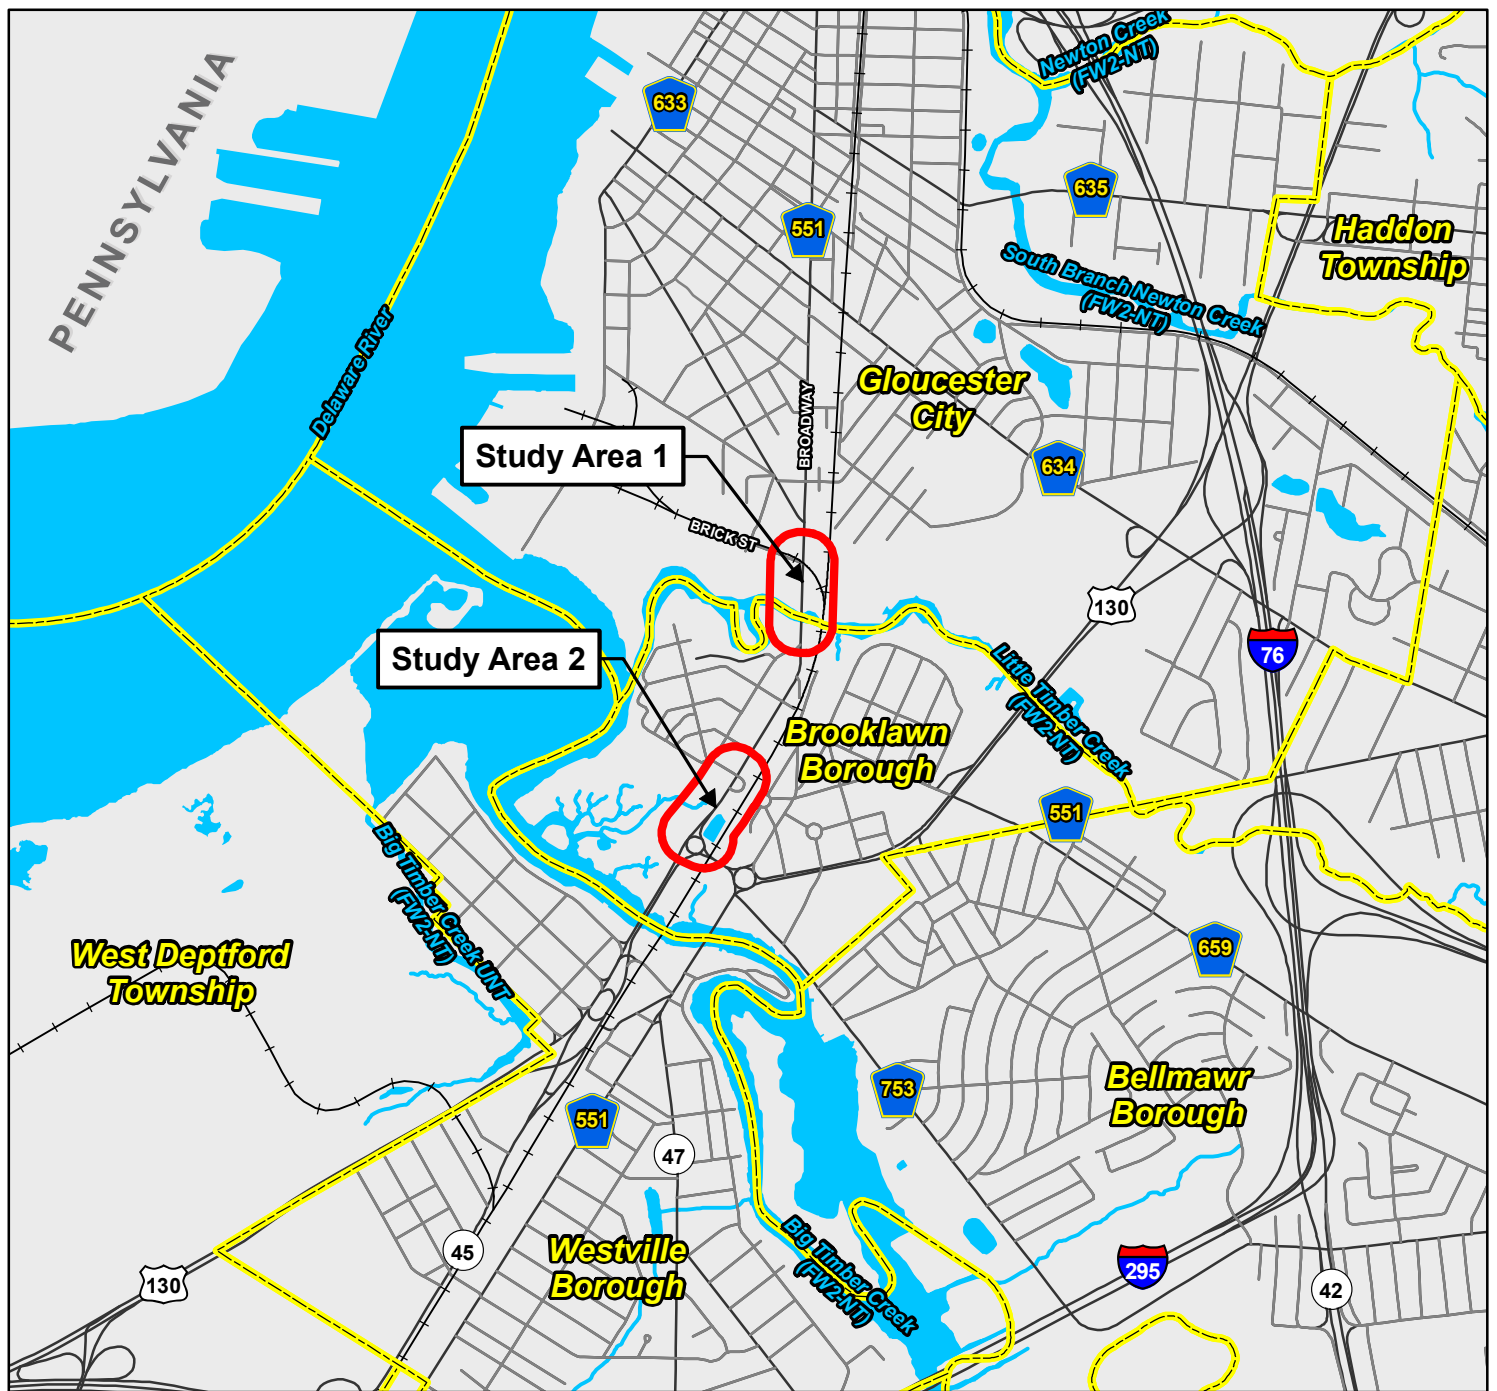 Newton Creek
(FW2-NT)
PENNSYLVANIA
633
635
551
Haddon
Township
South Branch Newton Creek
(FW2-NT)
Delaware River
Gloucester
City
BROADWAY
Study Area 1
634
BRICK ST
130
Study Area 2
76
Little Timber Creek
(FW2-NT)
Brooklawn
Borough
551
Big Timber Creek UNT
(FW2-NT)
659
West Deptford
Township
753
Bellmawr
Borough
551
47
45
Westville
Borough
Big Timber Creek
(FW2-NT)
130
295
42